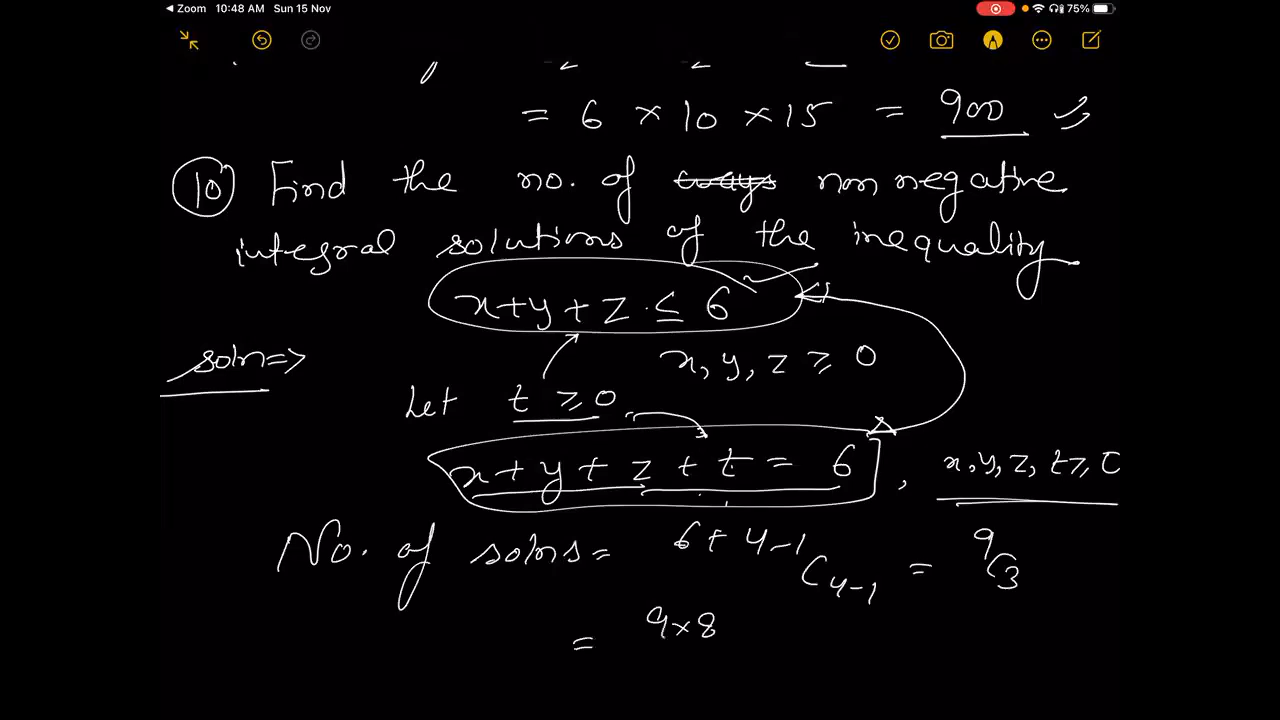 Zoom 10:48 AM Sun 15 Nov 75%
= 6 × 10 × 15 = 900
10 Find the no. of ways non negative
integral solutions of the inequality
x+y+z ≤ 6
soln=> x, y, z ≥ 0
Let t ≥ 0
x+y+z+t = 6, x, y, z, t ≥ 0
No. of solns = 6+4-1C4-1 = 9C3
= 9×8